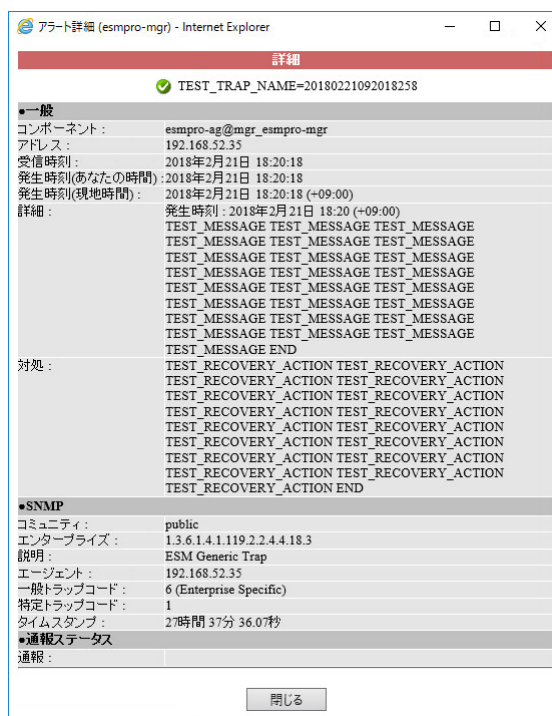 アラート詳細 (esmpro-mgr) - Internet Explorer
詳細
TEST_TRAP_NAME=20180221092018258
●一般
コンポーネント : esmpro-ag@mgr_esmpro-mgr
アドレス : 192.168.52.35
受信時刻 : 2018年2月21日 18:20:18
発生時刻(あなたの時間) : 2018年2月21日 18:20:18
発生時刻(現地時間) : 2018年2月21日 18:20:18 (+09:00)
詳細 : 発生時刻 : 2018年2月21日 18:20 (+09:00)
TEST_MESSAGE TEST_MESSAGE TEST_MESSAGE
TEST_MESSAGE TEST_MESSAGE TEST_MESSAGE
TEST_MESSAGE TEST_MESSAGE TEST_MESSAGE
TEST_MESSAGE TEST_MESSAGE TEST_MESSAGE
TEST_MESSAGE TEST_MESSAGE TEST_MESSAGE
TEST_MESSAGE TEST_MESSAGE TEST_MESSAGE
TEST_MESSAGE TEST_MESSAGE TEST_MESSAGE
TEST_MESSAGE TEST_MESSAGE TEST_MESSAGE
TEST_MESSAGE END
対処 : TEST_RECOVERY_ACTION TEST_RECOVERY_ACTION
TEST_RECOVERY_ACTION TEST_RECOVERY_ACTION
TEST_RECOVERY_ACTION TEST_RECOVERY_ACTION
TEST_RECOVERY_ACTION TEST_RECOVERY_ACTION
TEST_RECOVERY_ACTION TEST_RECOVERY_ACTION
TEST_RECOVERY_ACTION TEST_RECOVERY_ACTION
TEST_RECOVERY_ACTION TEST_RECOVERY_ACTION
TEST_RECOVERY_ACTION TEST_RECOVERY_ACTION
TEST_RECOVERY_ACTION END
●SNMP
コミュニティ : public
エンタープライズ : 1.3.6.1.4.1.119.2.2.4.4.18.3
説明 : ESM Generic Trap
エージェント : 192.168.52.35
一般トラップコード : 6 (Enterprise Specific)
特定トラップコード : 1
タイムスタンプ : 27時間 37分 36.07秒
●通報ステータス
通報 :
閉じる